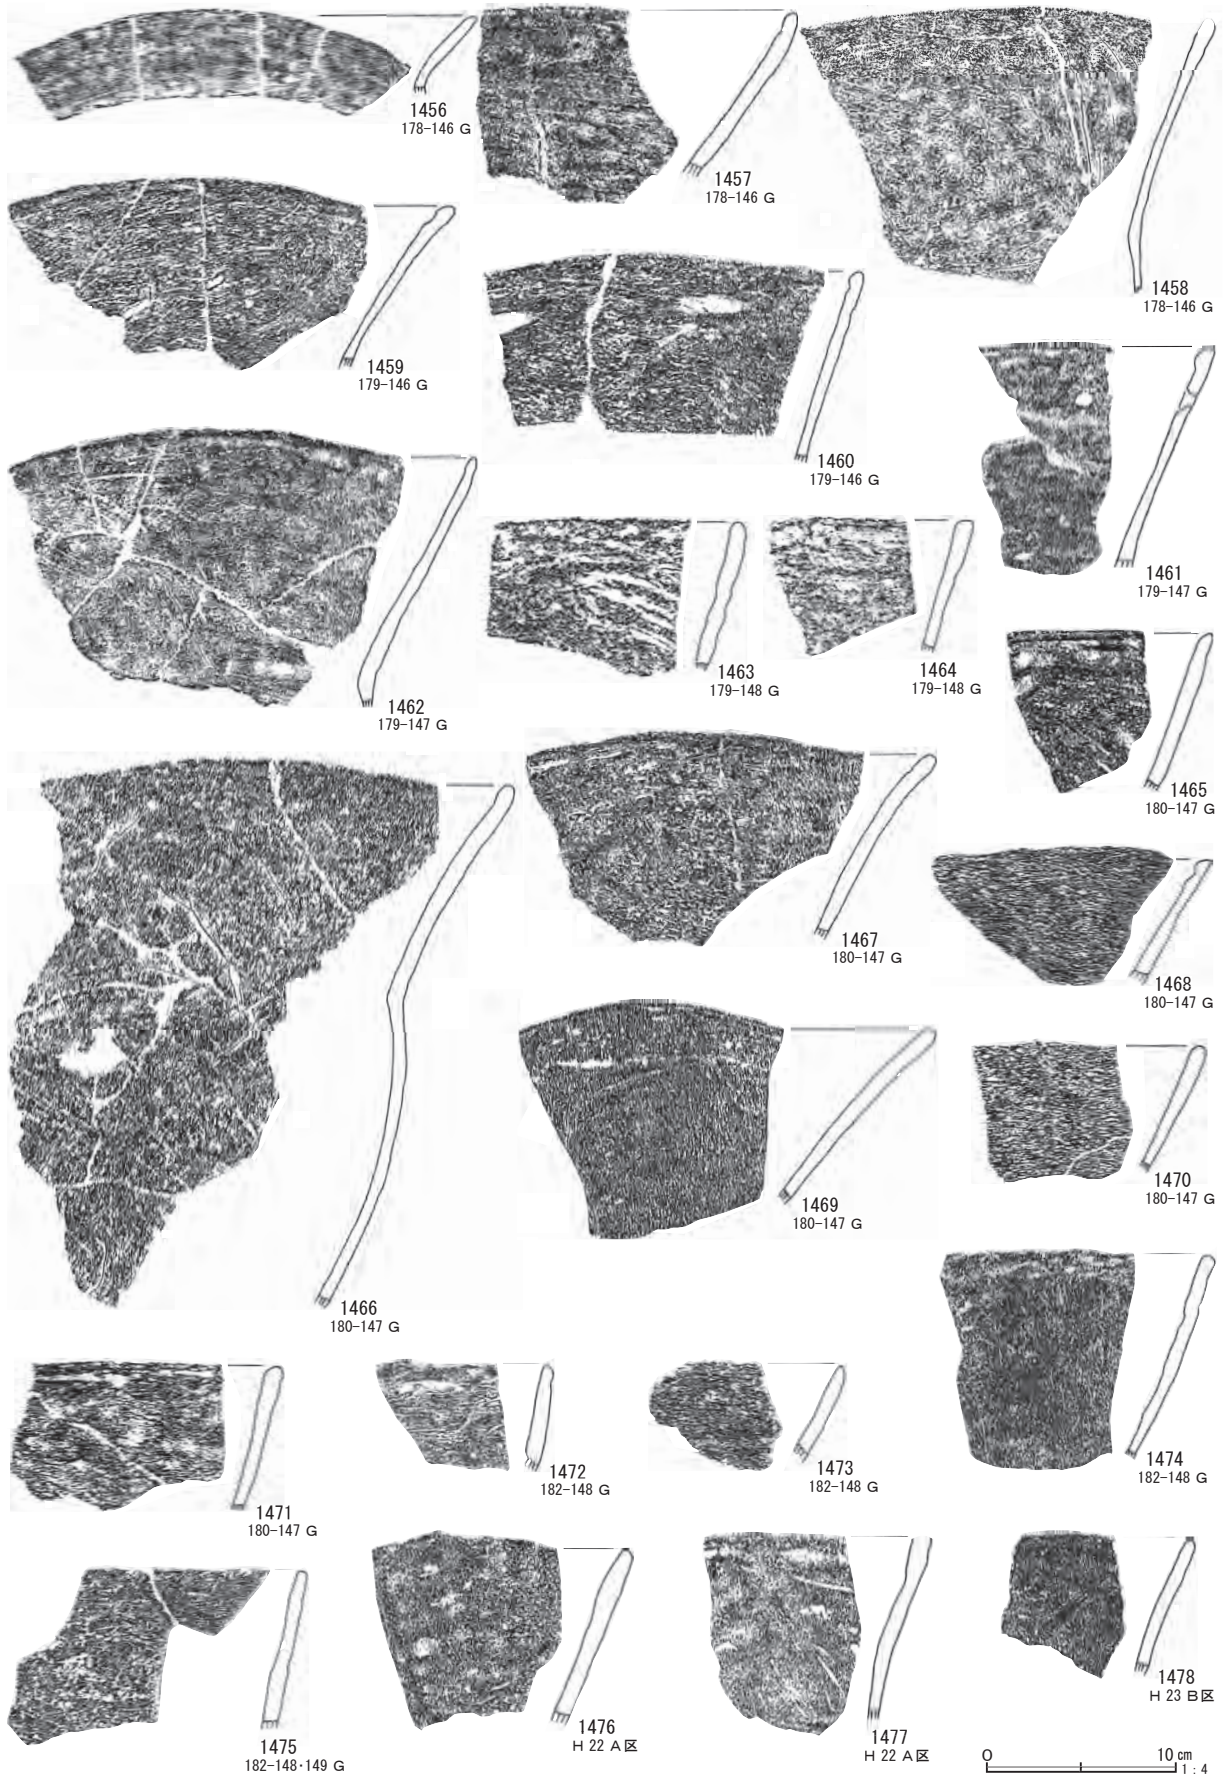 1456
178-146 G
1457
178-146 G
1458
178-146 G
1459
179-146 G
1460
179-146 G
1461
179-147 G
1462
179-147 G
1463
179-148 G
1464
179-148 G
1465
180-147 G
1466
180-147 G
1467
180-147 G
1468
180-147 G
1469
180-147 G
1470
180-147 G
1471
180-147 G
1472
182-148 G
1473
182-148 G
1474
182-148 G
1475
182-148・149 G
1476
H 22 A区
1477
H 22 A区
1478
H 23 B区
0 10 cm
1:4